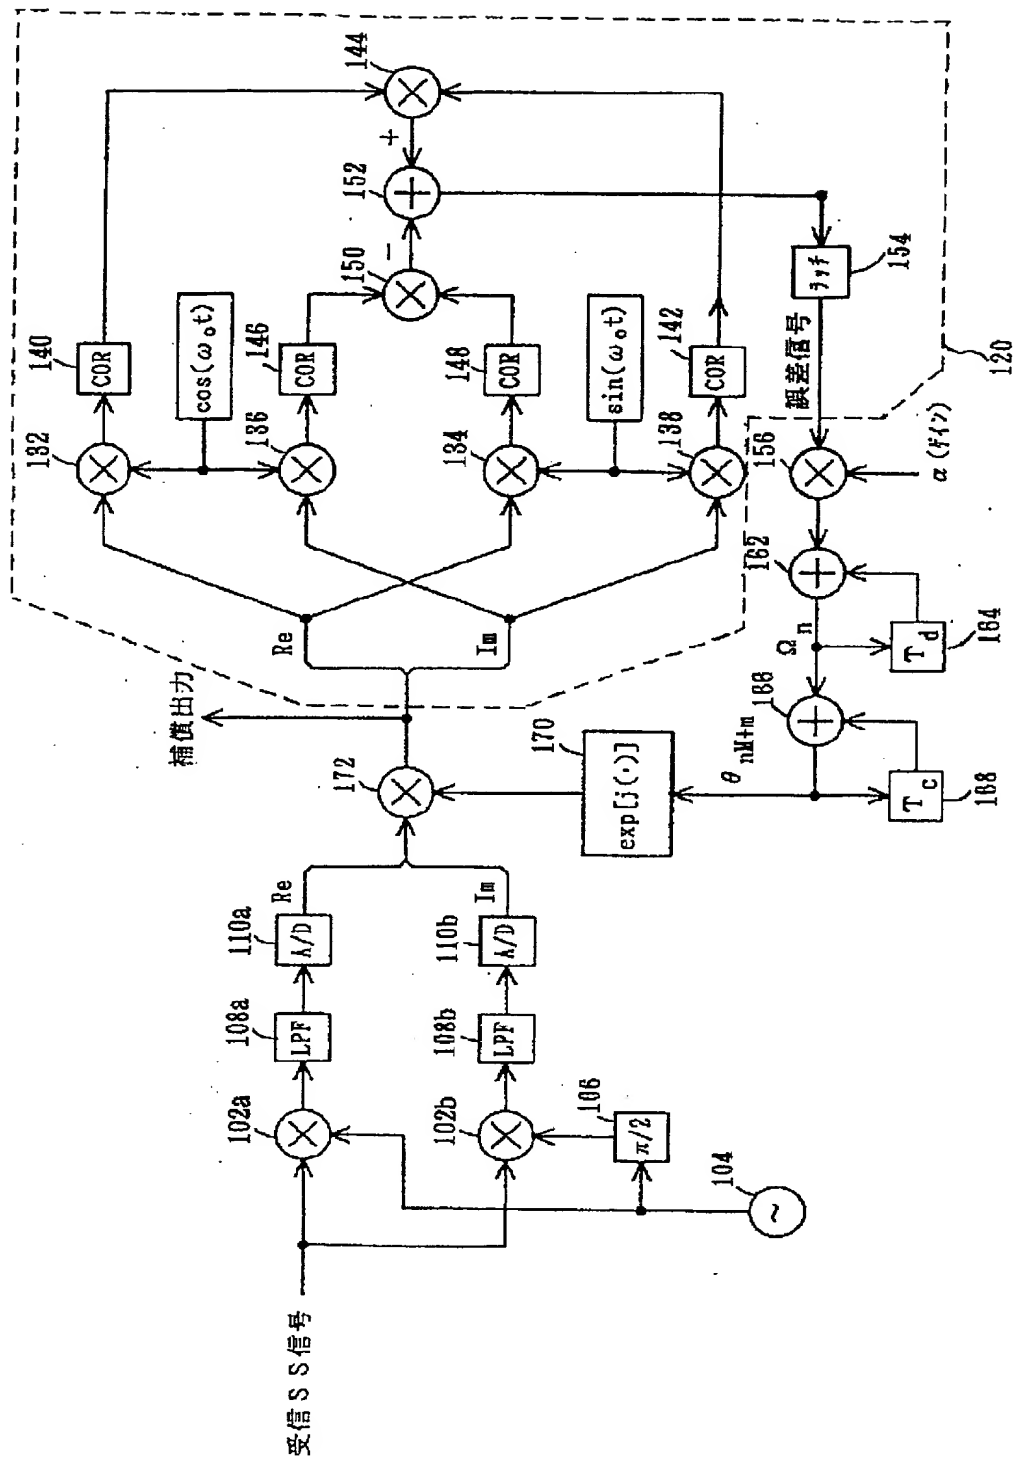 受信SS信号
102a
102b
104
106
π/2
108a
LPF
108b
LPF
110a
A/D
110b
A/D
Re
Im
172
補償出力
170
exp[j(·)]
θ nM+m
Re
Im
132
136
134
138
cos(ω₀t)
sin(ω₀t)
140
COR
146
COR
148
COR
142
COR
150
−
152
+
144
154
ラッチ
誤差信号
120
156
α(ゲイン)
162
Ω n
T d
164
166
T c
168